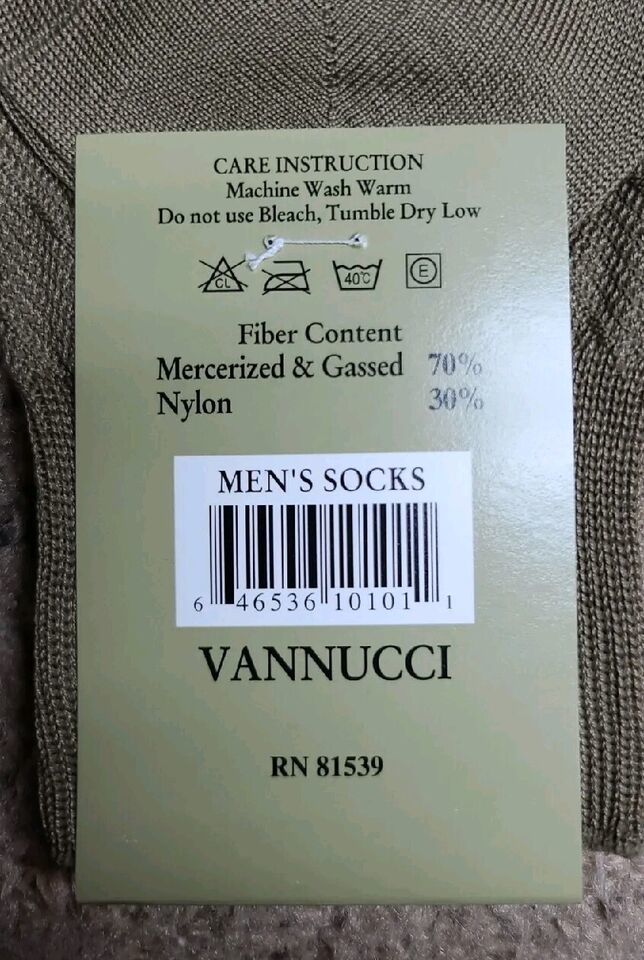 CARE INSTRUCTION
Machine Wash Warm
Do not use Bleach, Tumble Dry Low
CL 40°C E
Fiber Content
Mercerized & Gassed 70%
Nylon 30%
MEN'S SOCKS
6 46536 10101 1
VANNUCCI
RN 81539